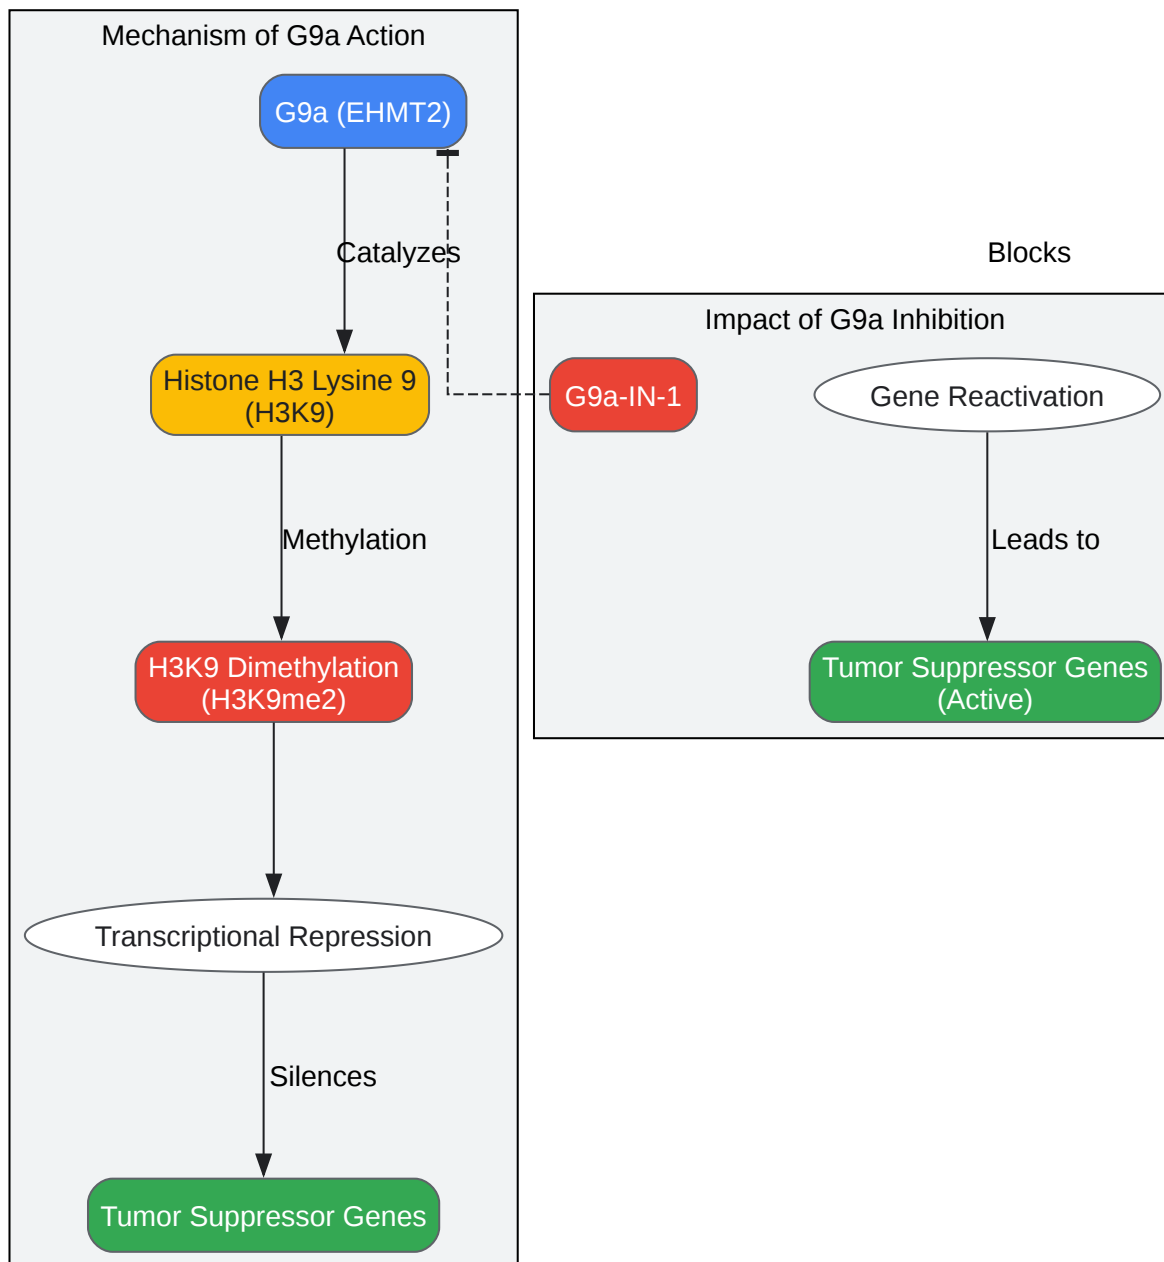 Mechanism of G9a Action
G9a (EHMT2)
Catalyzes
Histone H3 Lysine 9
(H3K9)
Methylation
H3K9 Dimethylation
(H3K9me2)
Transcriptional Repression
Silences
Tumor Suppressor Genes
Blocks
Impact of G9a Inhibition
G9a-IN-1
Gene Reactivation
Leads to
Tumor Suppressor Genes
(Active)